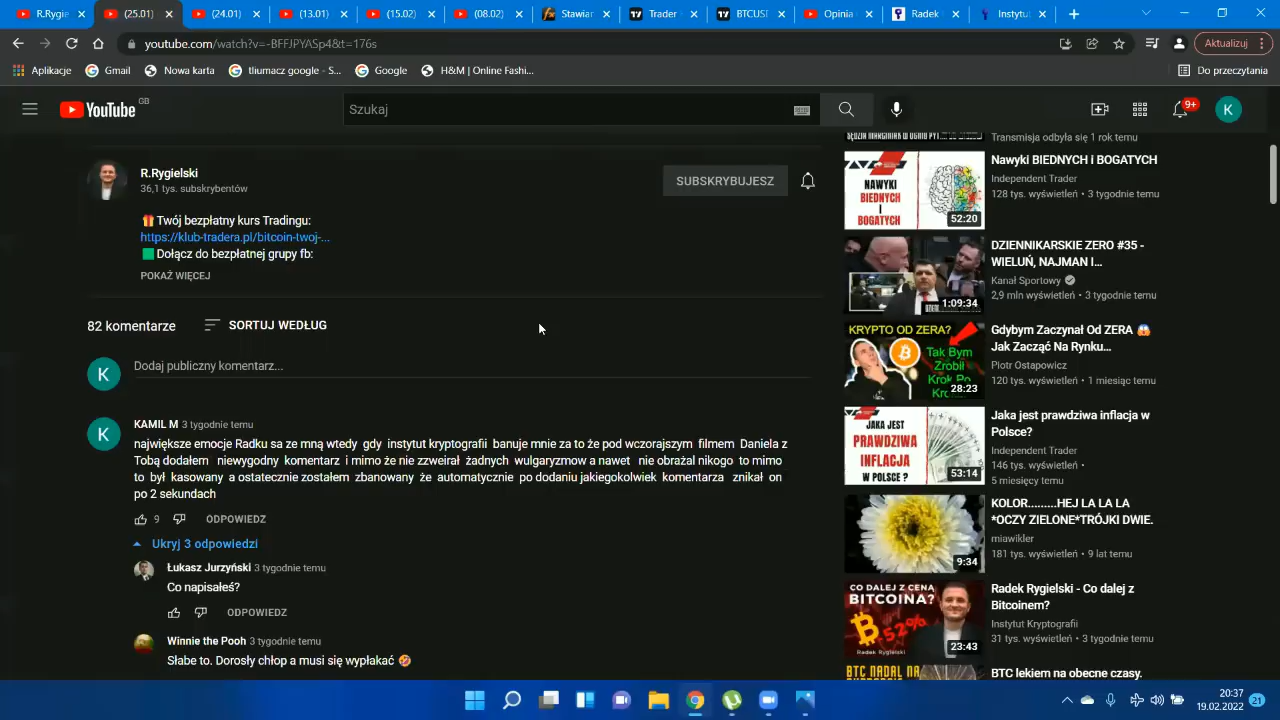 R.Rygie
(25.01)
(24.01)
(13.01)
(15.02)
(08.02)
Stawiar
Trader
BTCUSD
Opinia
Radek
Instytut
youtube.com/watch?v=-BFFJPYASp4&t=176s
Aktualizuj
Aplikacje
Gmail
Nowa karta
tlumacz google - S...
Google
H&M | Online Fashi...
Do przeczytania
YouTube GB
Szukaj
9+
K
Transmisja odbyła się 1 rok temu
R.Rygielski
36,1 tys. subskrybentów
SUBSKRYBUJESZ
Twój bezpłatny kurs Tradingu:
https://klub-tradera.pl/bitcoin-twoj-...
Dołącz do bezpłatnej grupy fb:
POKAŻ WIĘCEJ
82 komentarze
SORTUJ WEDŁUG
K
Dodaj publiczny komentarz...
K
KAMIL M 3 tygodnie temu
największe emocje Radku sa ze mną wtedy gdy instytut kryptografii banuje mnie za to że pod wczorajszym filmem Daniela z
Tobą dodałem niewygodny komentarz i mimo że nie zzweirał żadnych wulgaryzmow a nawet nie obrażal nikogo to mimo
to był usuwany a ostatecznie zostałem zbanowany że automatycznie po dodaniu jakiegokolwiek komentarza znikał on
po 2 sekundach
9
ODPOWIEDZ
Ukryj 3 odpowiedzi
Łukasz Jurzyński 3 tygodnie temu
Co napisałeś?
ODPOWIEDZ
Winnie the Pooh 3 tygodnie temu
Słabe to. Dorosły chłop a musi się wypłakać
NAWYKI
BIEDNYCH
I
BOGATYCH
52:20
Nawyki BIEDNYCH i BOGATYCH
Independent Trader
128 tys. wyświetleń • 3 tygodnie temu
1:09:34
DZIENNIKARSKIE ZERO #35 -
WIELUŃ, NAJMAN I...
Kanał Sportowy
2,9 mln wyświetleń • 3 tygodnie temu
KRYPTO OD ZERA?
Tak Bym
Zrobił
Krok Po
28:23
Gdybym Zaczynał Od ZERA
Jak Zacząć Na Rynku...
Piotr Ostapowicz
120 tys. wyświetleń • 1 miesiąc temu
JAKA JEST
PRAWDZIWA
INFLACJA
W POLSCE ?
53:14
Jaka jest prawdziwa inflacja w
Polsce?
Independent Trader
146 tys. wyświetleń •
5 miesięcy temu
9:34
KOLOR.........HEJ LA LA LA
*OCZY ZIELONE*TRÓJKI DWIE.
miawikler
181 tys. wyświetleń • 9 lat temu
CO DALEJ Z CENĄ
BITCOINA?
-52%
Radek Rygielski
23:43
Radek Rygielski - Co dalej z
Bitcoinem?
Instytut Kryptografii
31 tys. wyświetleń • 3 tygodnie temu
BTC NADAL NA
BTC lekiem na obecne czasy.
20:37
19.02.2022
21